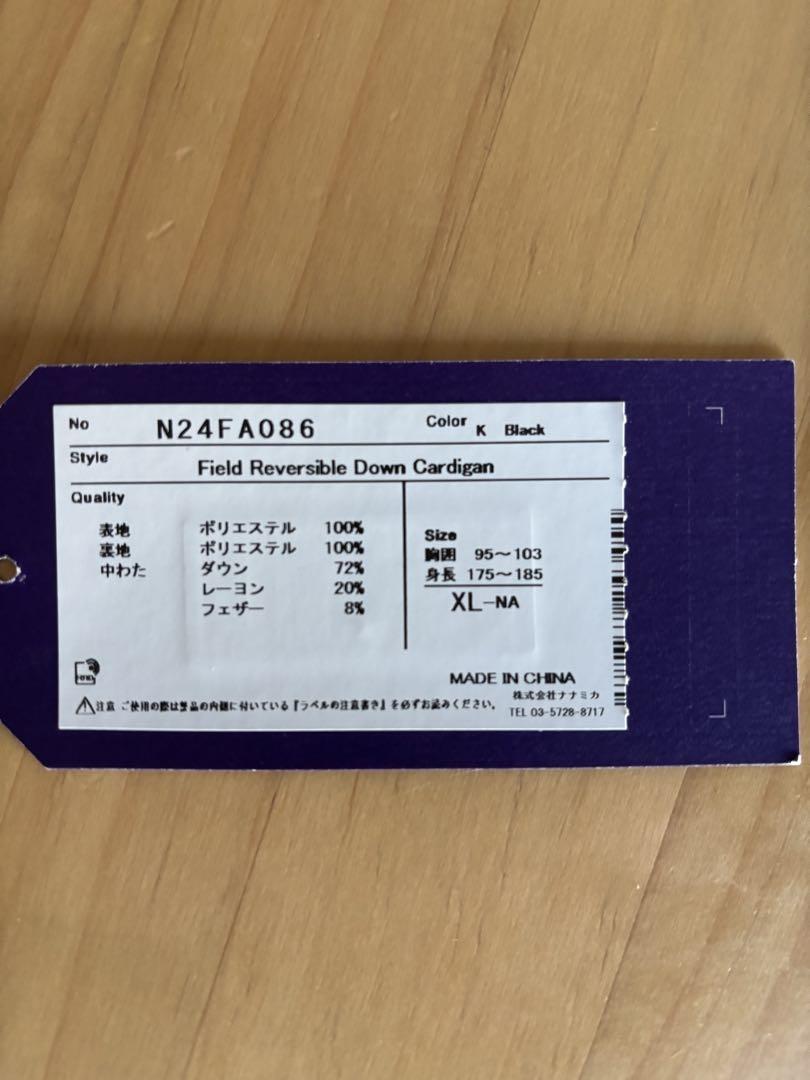 No N24FA086 Color K Black
Style Field Reversible Down Cardigan
Quality
表地 ポリエステル 100%
裏地 ポリエステル 100%
中わた ダウン 72%
レーヨン 20%
フェザー 8%
Size
胸囲 95～103
身長 175～185
XL-NA
MADE IN CHINA
株式会社ナナミカ
⚠注意 ご使用の際は製品の内側に付いている『ラベルの注意書き』を必ずお読みください。
TEL 03-5728-8717